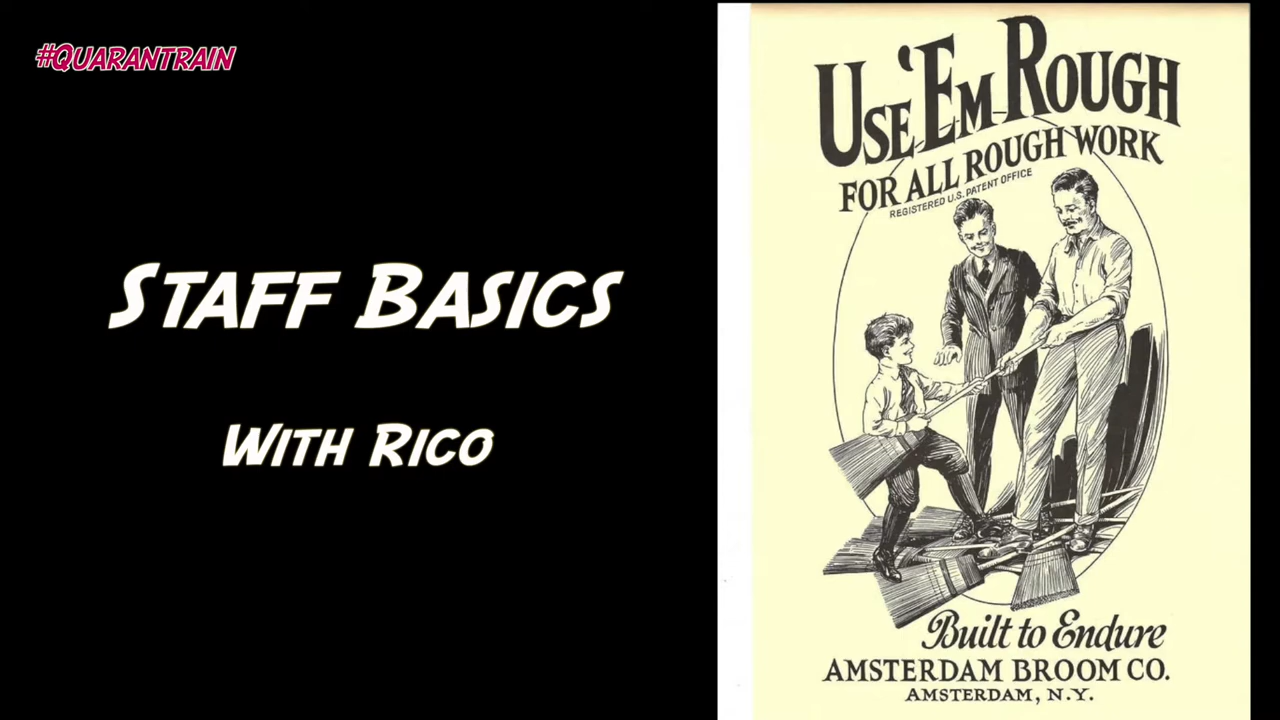 #QUARANTRAIN
STAFF BASICS
WITH RICO
USE 'EM ROUGH
FOR ALL ROUGH WORK
REGISTERED U.S. PATENT OFFICE
Built to Endure
AMSTERDAM BROOM CO.
AMSTERDAM, N.Y.